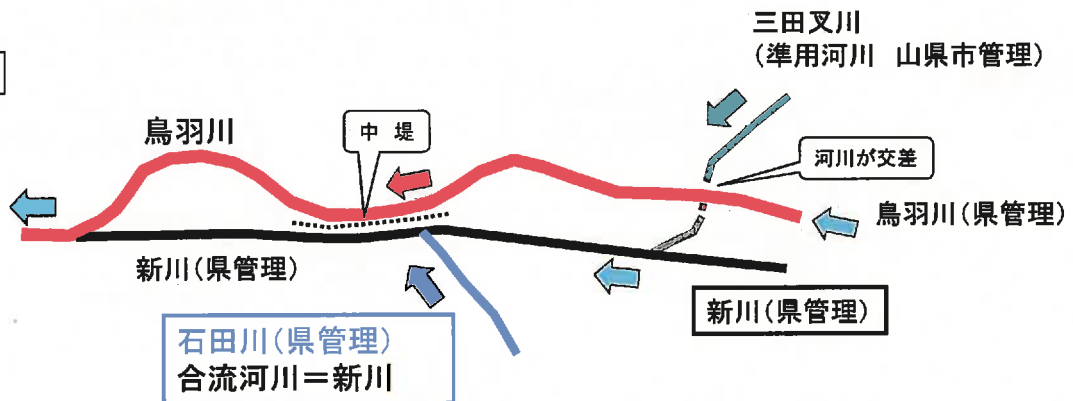 三田叉川
(準用河川 山県市管理)
鳥羽川
中 堤
河川が交差
鳥羽川(県管理)
新川(県管理)
新川(県管理)
石田川(県管理)
合流河川=新川